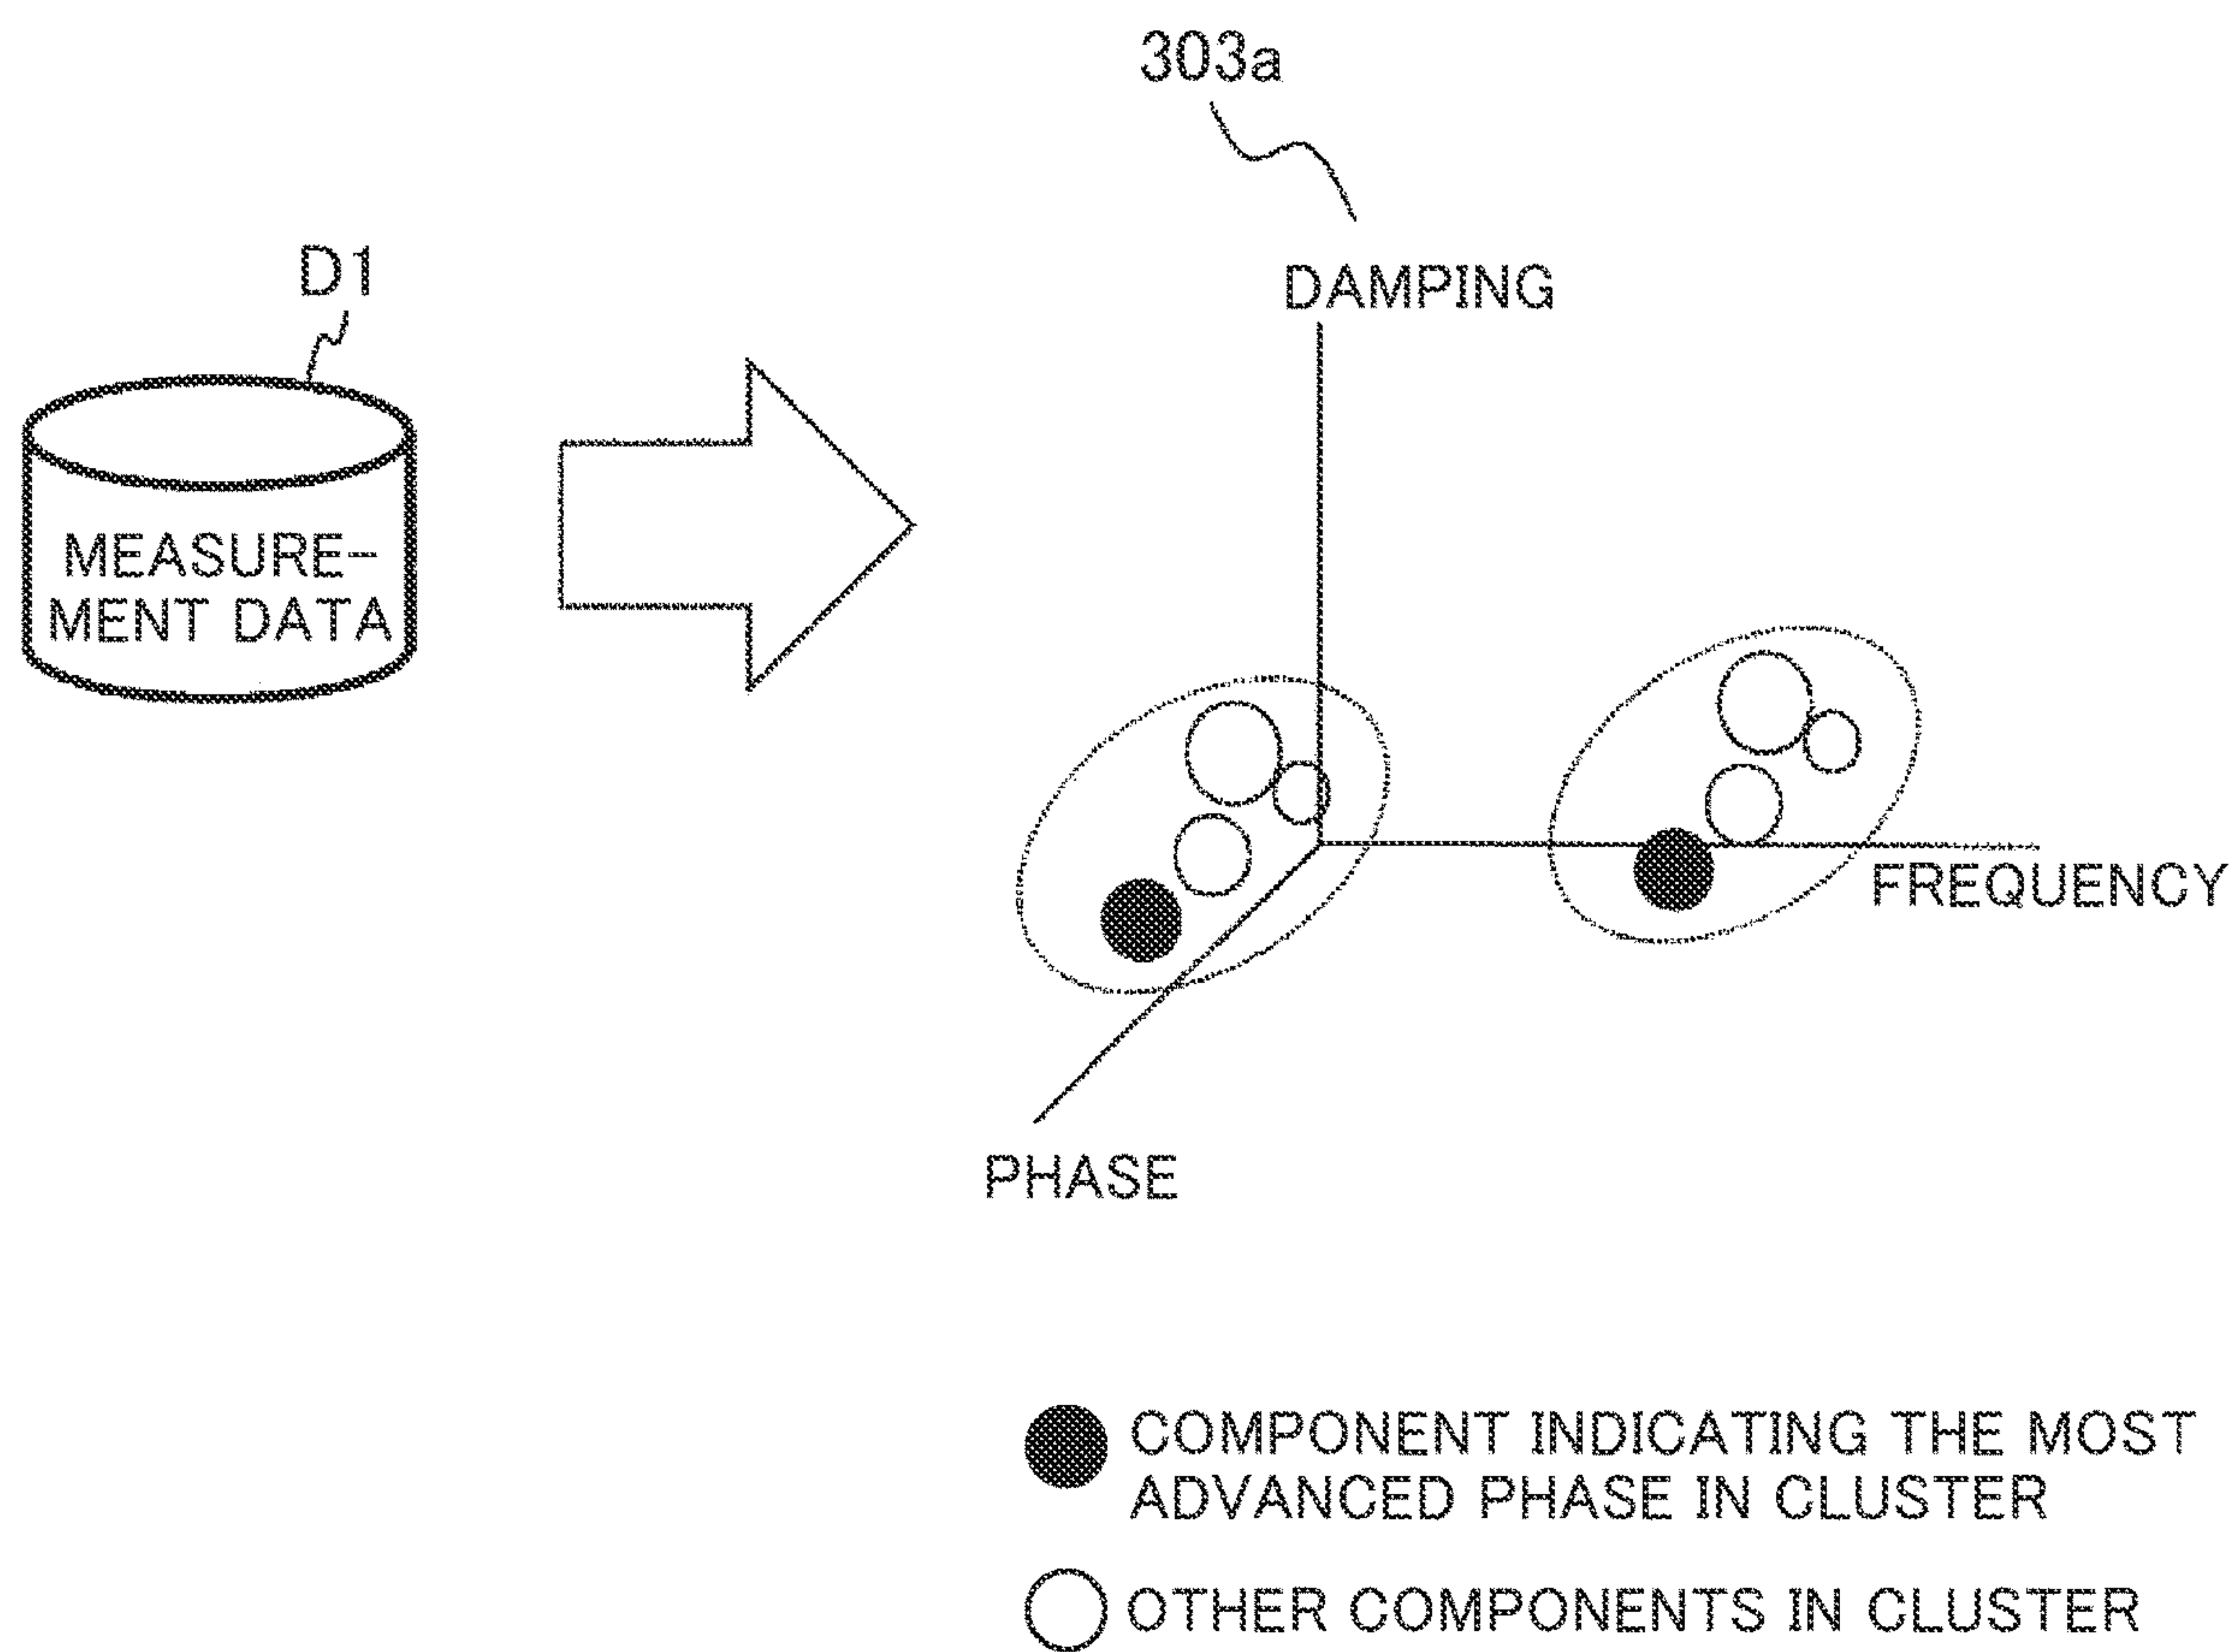 303a
D1
DAMPING
MEASURE-
MENT DATA
FREQUENCY
PHASE
COMPONENT INDICATING THE MOST
ADVANCED PHASE IN CLUSTER
OTHER COMPONENTS IN CLUSTER